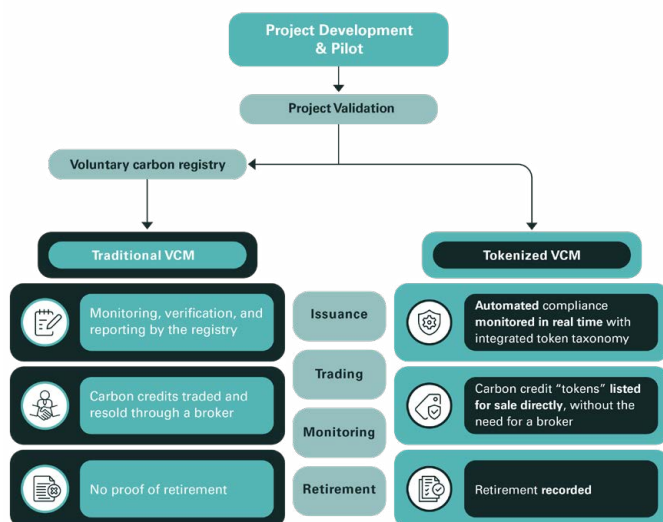 Project Development
& Pilot
Project Validation
Voluntary carbon registry
Traditional VCM
Tokenized VCM
Monitoring, verification, and
reporting by the registry
Issuance
Automated compliance
monitored in real time with
integrated token taxonomy
Trading
Carbon credits traded and
resold through a broker
Carbon credit “tokens” listed
for sale directly, without the
need for a broker
Monitoring
No proof of retirement
Retirement
Retirement recorded